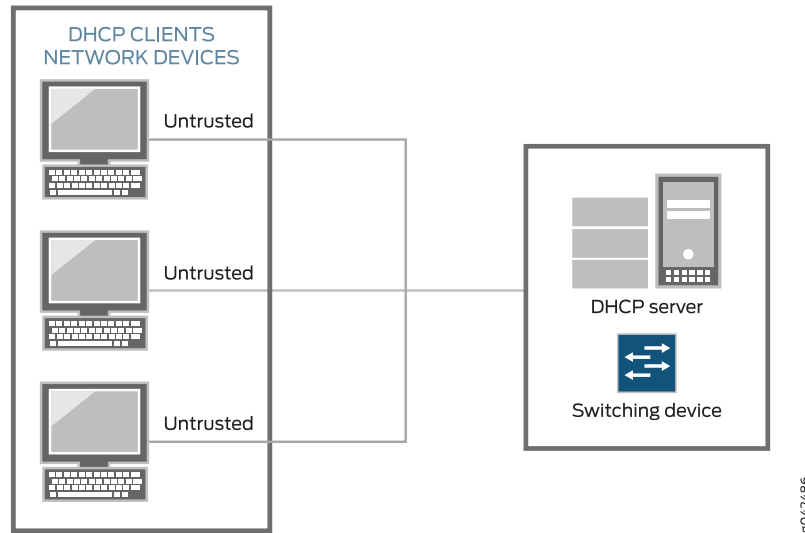 DHCP CLIENTS
NETWORK DEVICES
Untrusted
Untrusted
Untrusted
DHCP server
Switching device